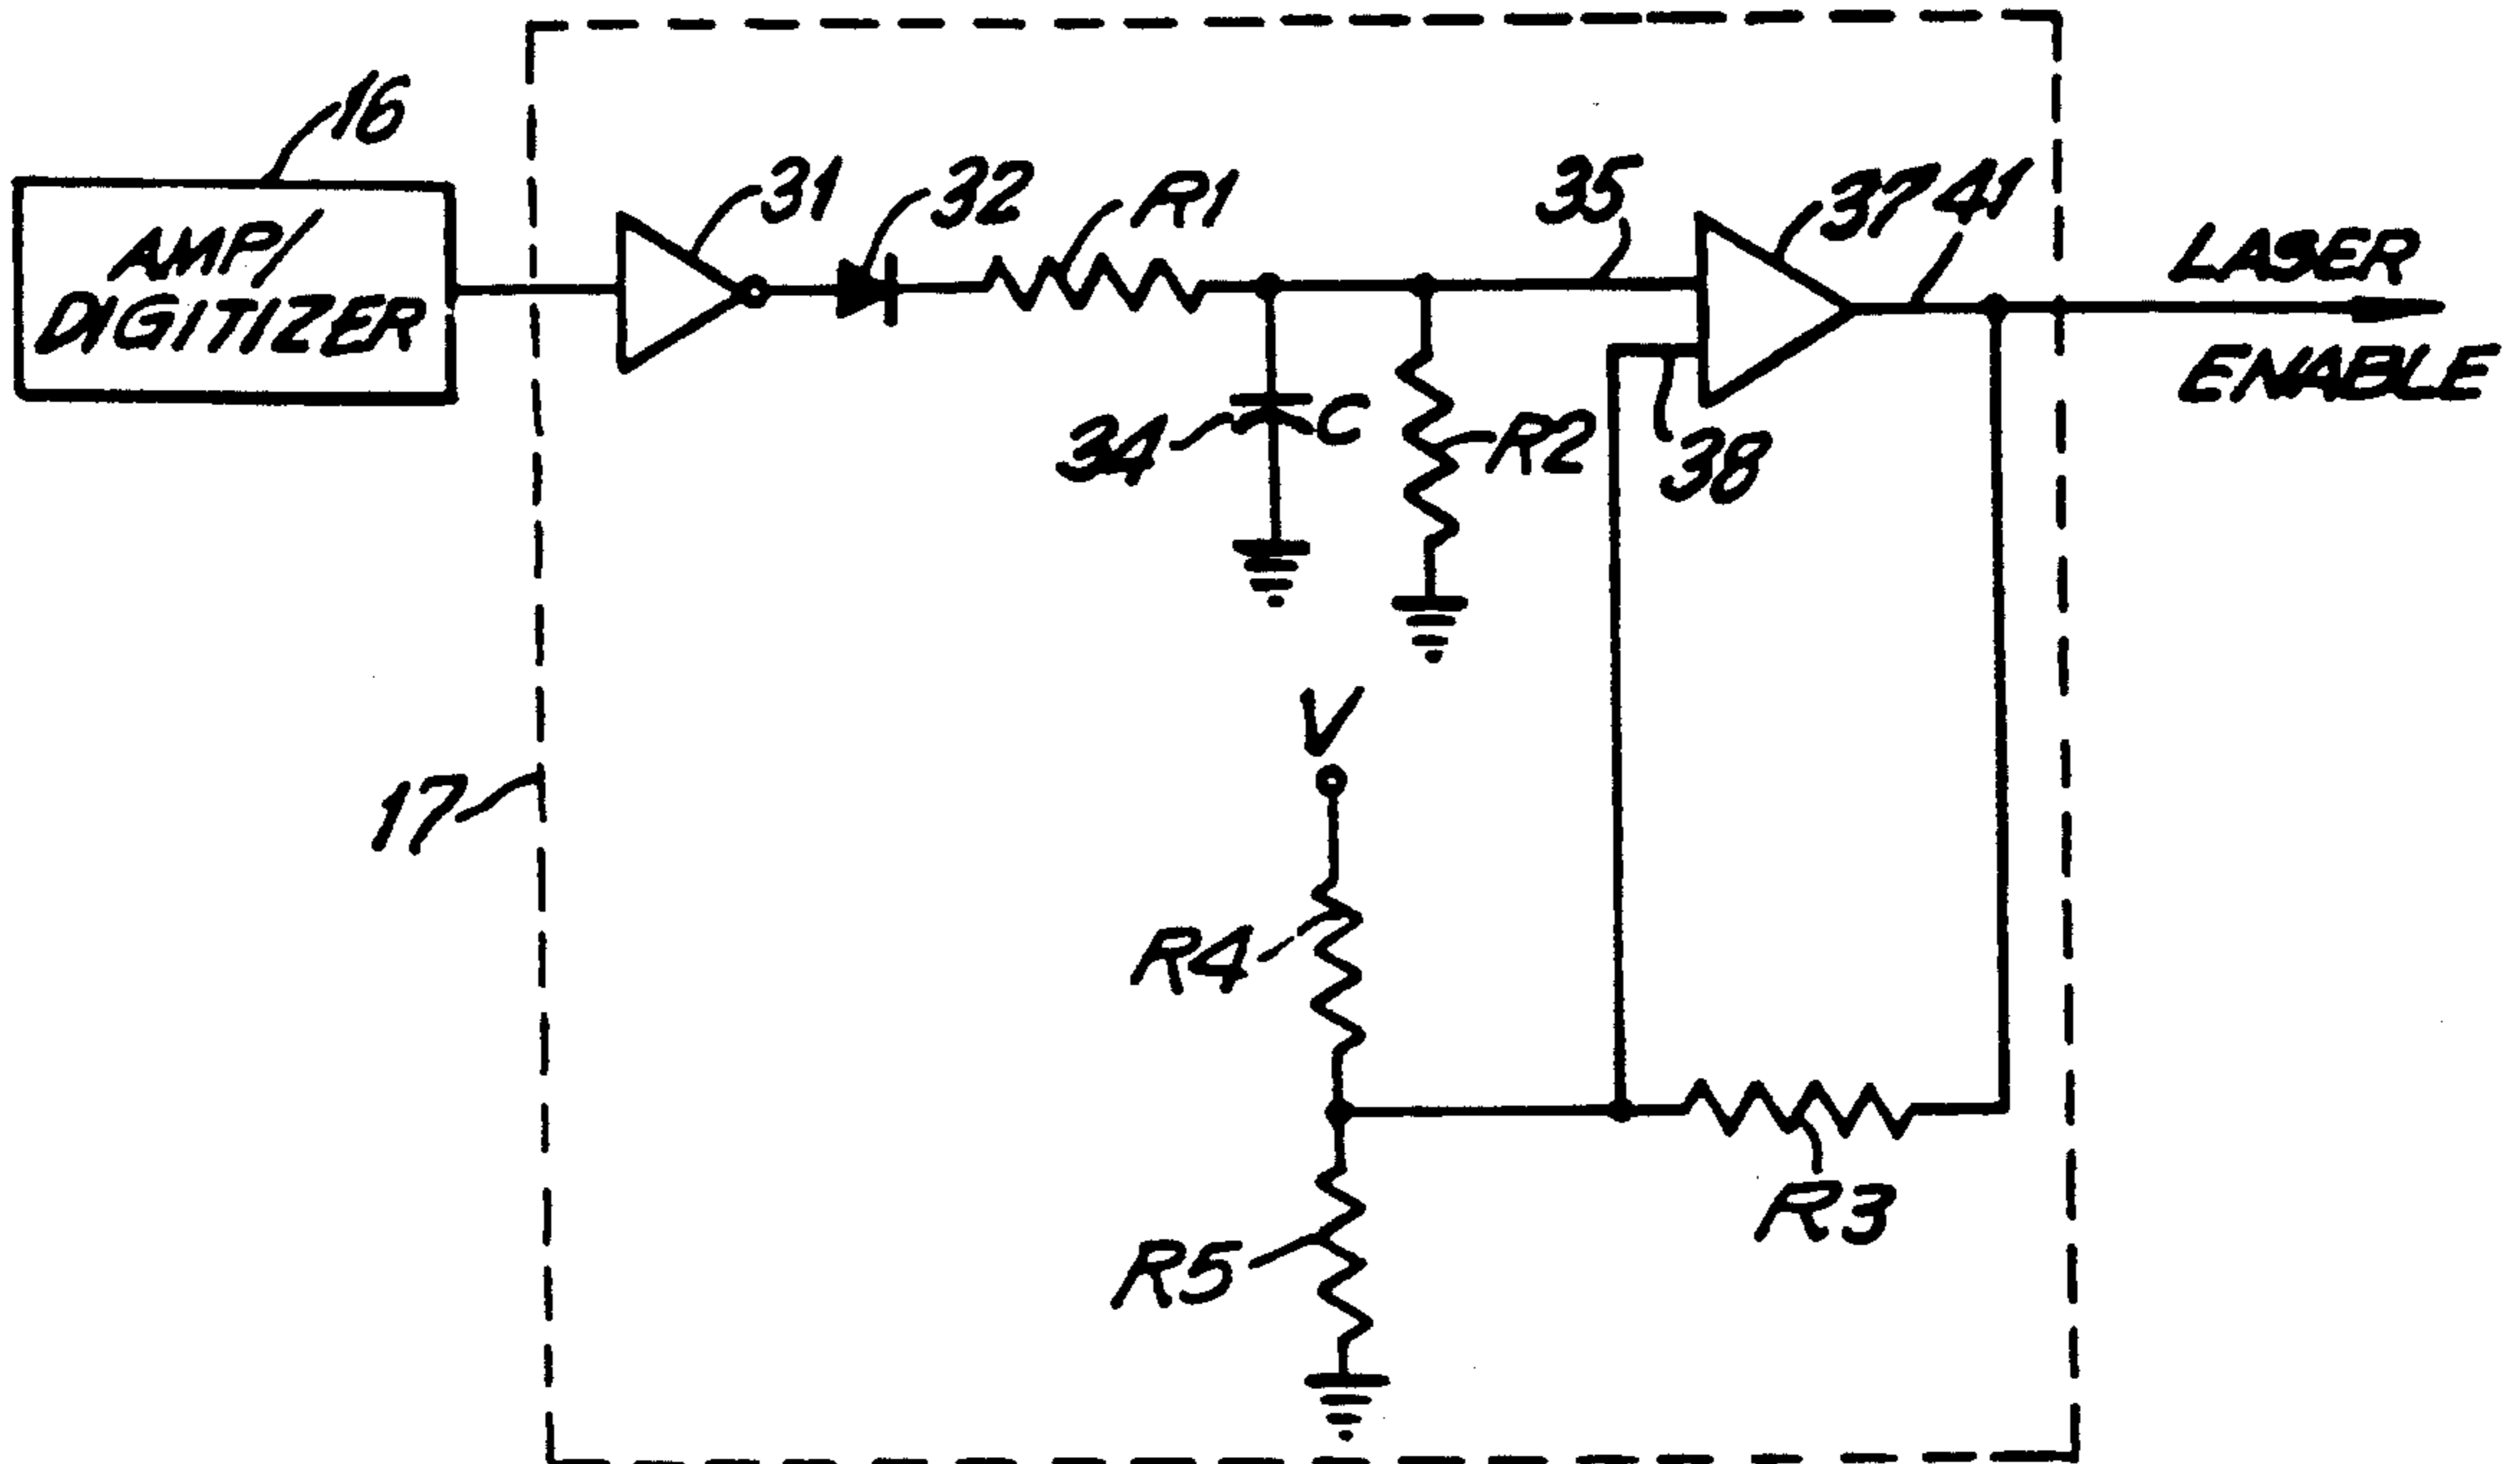 16
AMP/
DIGITIZER
31
32
R1
35
37
41
LASER
ENABLE
34
C
R2
38
17
V
R4
R3
R5